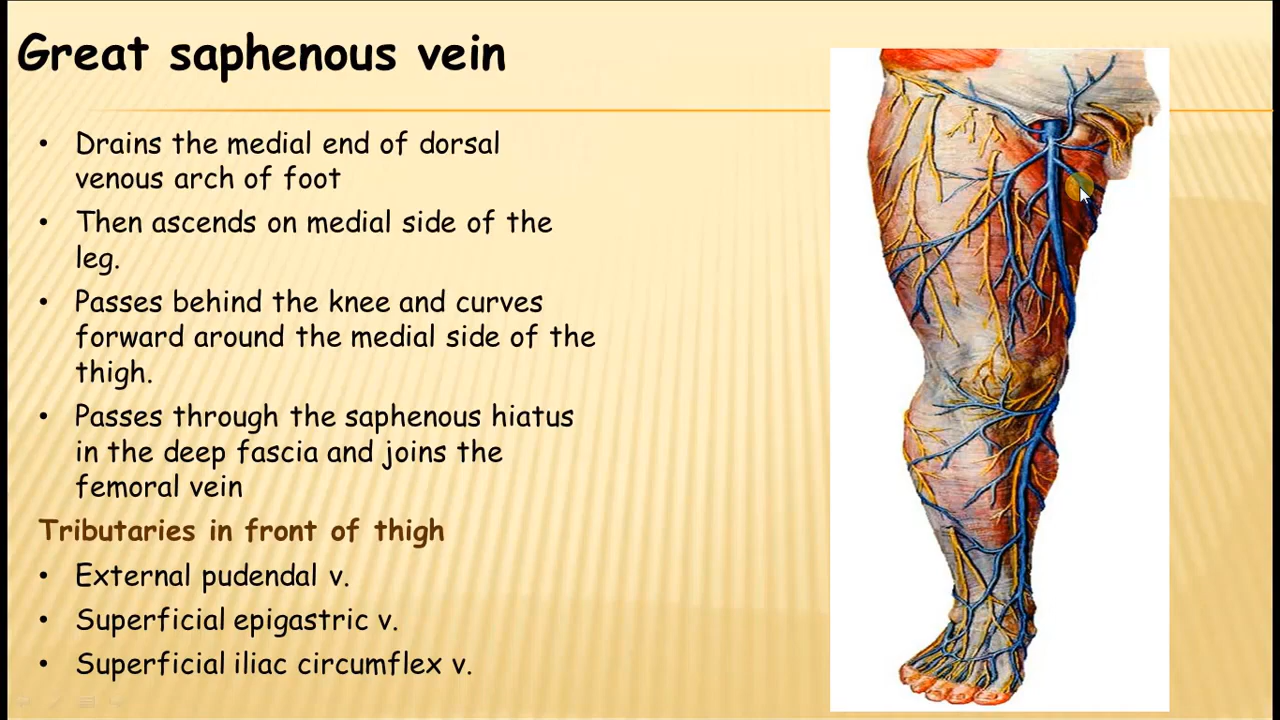 Great saphenous vein
• Drains the medial end of dorsal
venous arch of foot
• Then ascends on medial side of the
leg.
• Passes behind the knee and curves
forward around the medial side of the
thigh.
• Passes through the saphenous hiatus
in the deep fascia and joins the
femoral vein
Tributaries in front of thigh
• External pudendal v.
• Superficial epigastric v.
• Superficial iliac circumflex v.